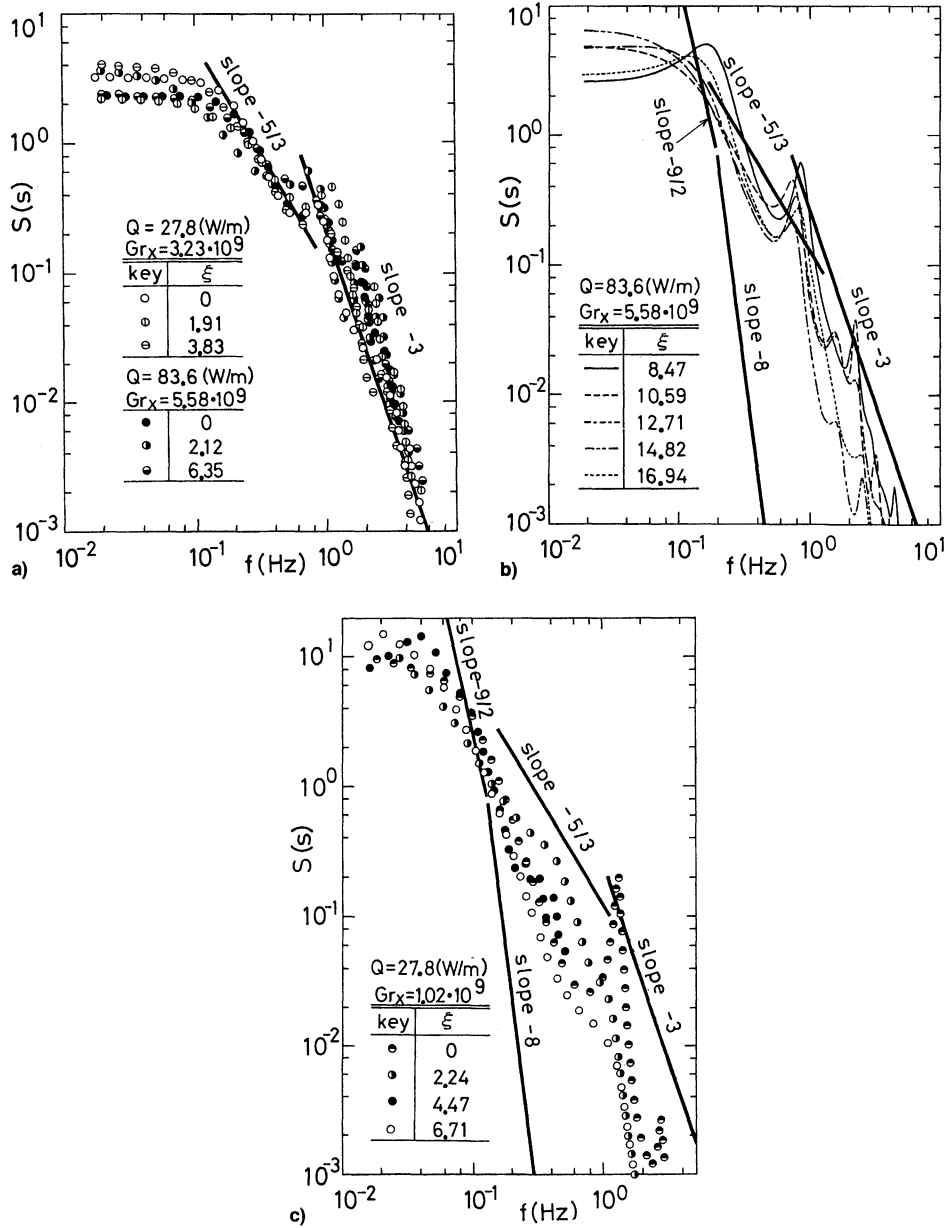 10¹
10⁰
10⁻¹
10⁻²
10⁻³
S(s)
slope -5/3
slope -3
Q = 27.8 (W/m)
Grx=3.23·10⁹
key ξ
0
1.91
3.83
Q = 83.6 (W/m)
Grx=5.58·10⁹
0
2.12
6.35
10⁻² 10⁻¹ 10⁰ 10¹
f(Hz)
a)
10¹
10⁰
10⁻¹
10⁻²
10⁻³
S(s)
slope-9/2
slope-5/3
slope-8
slope-3
Q=83.6(W/m)
Grx=5.58·10⁹
key ξ
8.47
10.59
12.71
14.82
16.94
10⁻² 10⁻¹ 10⁰ 10¹
f(Hz)
b)
10¹
10⁰
10⁻¹
10⁻²
10⁻³
S(s)
slope-9/2
slope -5/3
slope -8
slope -3
Q=27.8(W/m)
Grx=1.02·10⁹
key ξ
0
2.24
4.47
6.71
10⁻² 10⁻¹ 10⁰
f(Hz)
c)